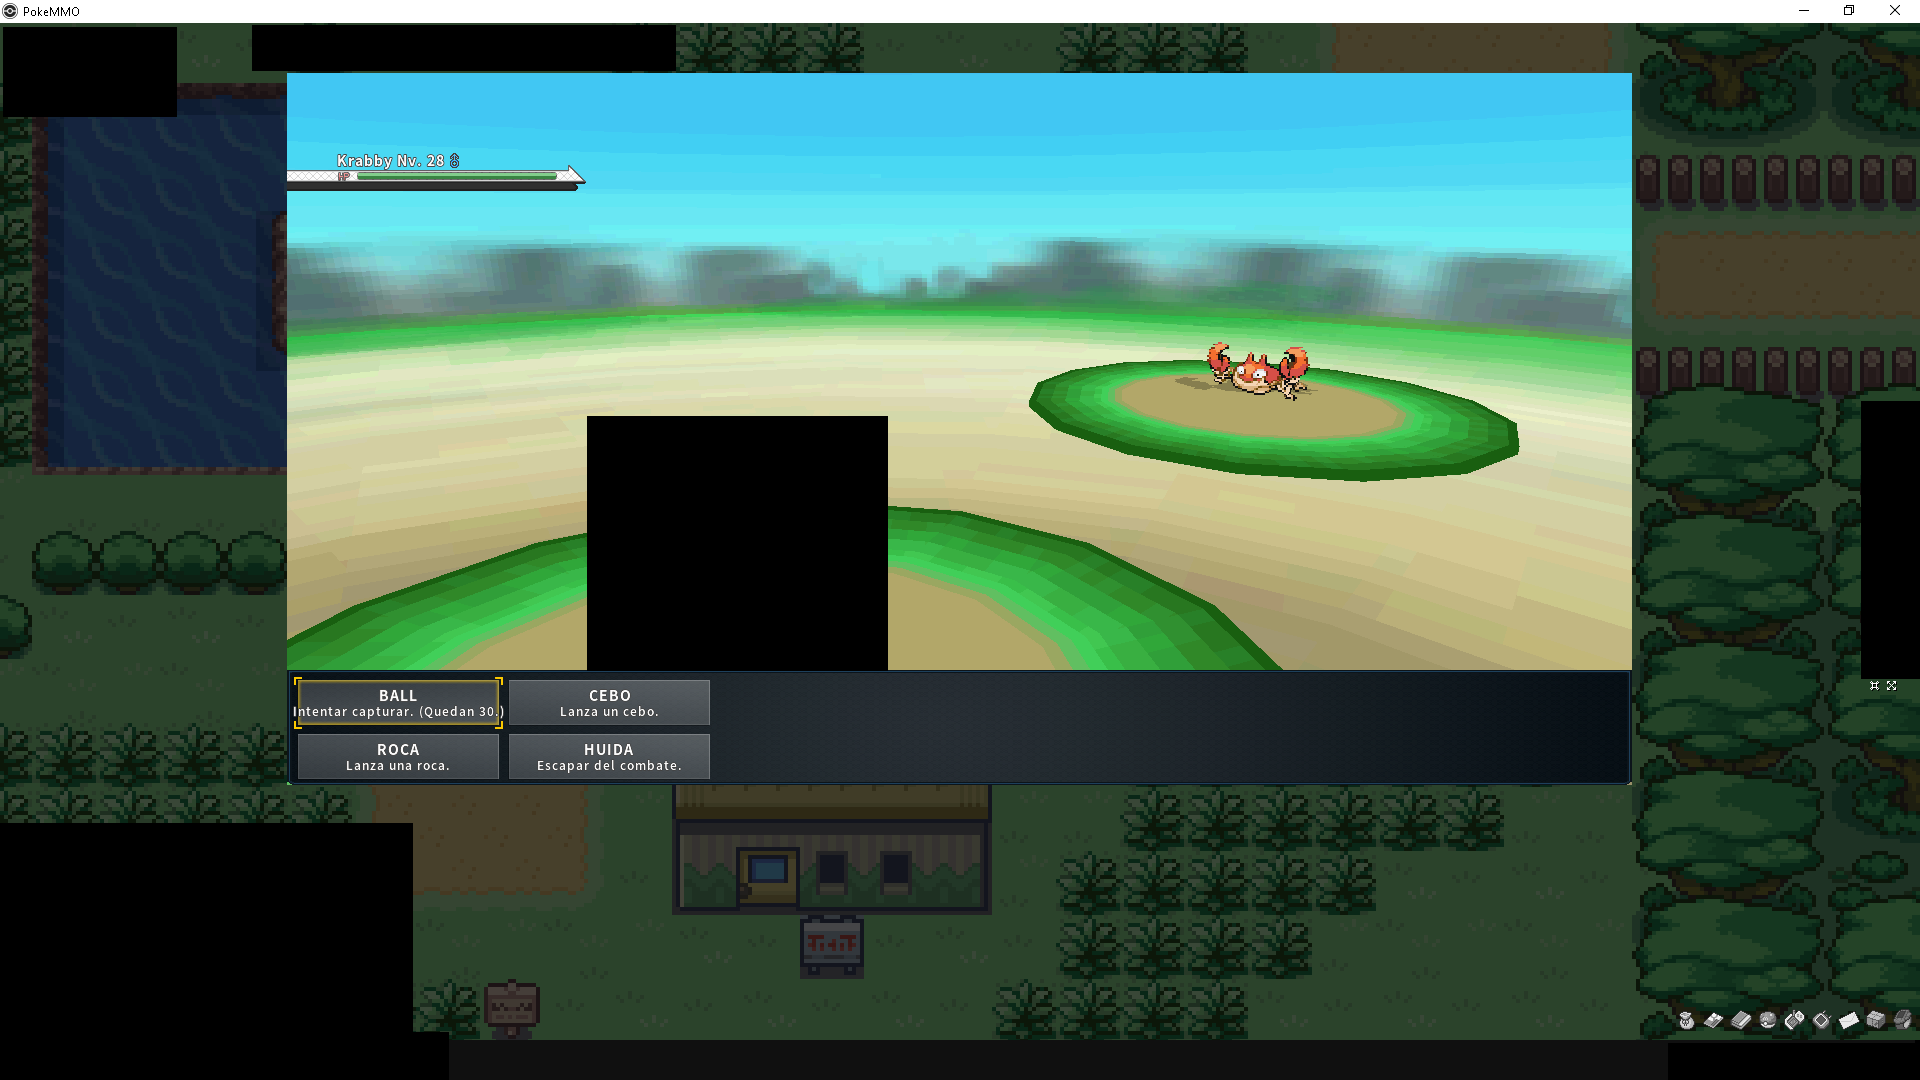 PokeMMO
Krabby Nv. 28
HP
BALL
Intentar capturar. (Quedan 30.)
CEBO
Lanza un cebo.
ROCA
Lanza una roca.
HUIDA
Escapar del combate.